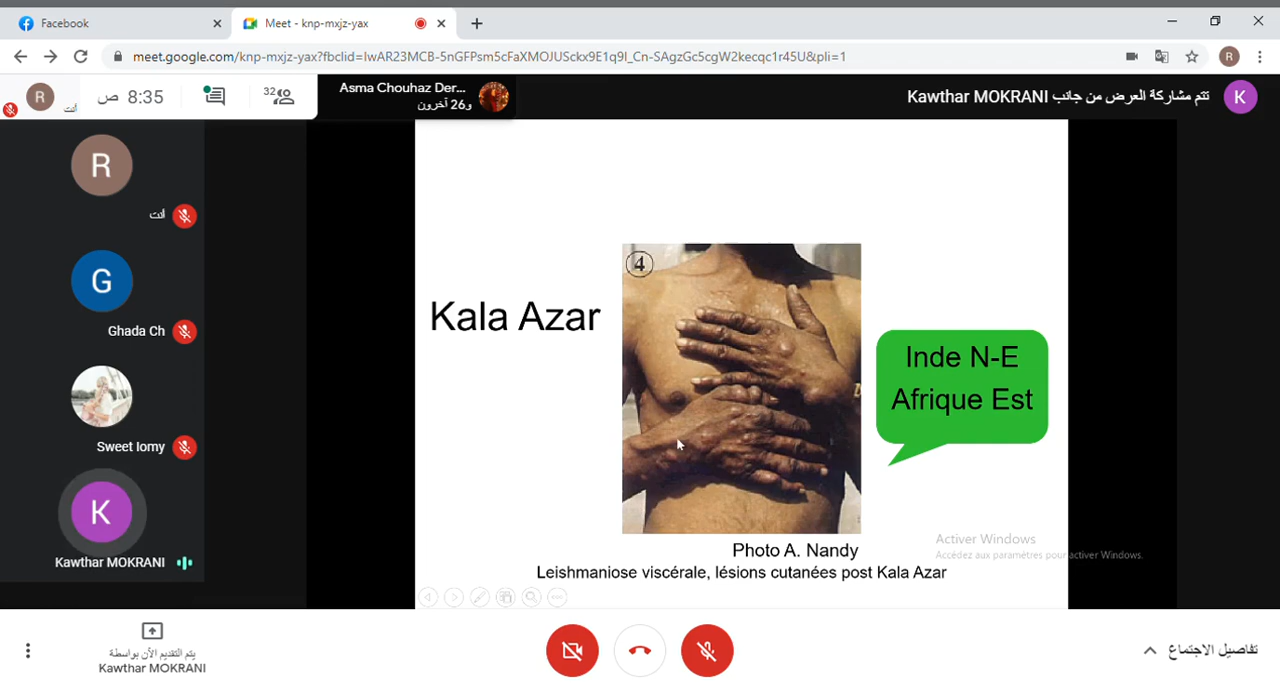 Facebook
Meet - knp-mxjz-yax
meet.google.com/knp-mxjz-yax?fbclid=IwAR23MCB-5nGFPsm5cFaXMOJUSckx9E1q9I_Cn-SAgzGc5cgW2kecqc1r45U&pli=1
R
R
أنت
8:35 ص
32
Asma Chouhaz Der...
و26 آخرون
تتم مشاركة العرض من جانب Kawthar MOKRANI
K
R
أنت
G
Ghada Ch
Sweet Iomy
K
Kawthar MOKRANI
4
Kala Azar
Inde N-E
Afrique Est
Photo A. Nandy
Leishmaniose viscérale, lésions cutanées post Kala Azar
Activer Windows
Accédez aux paramètres pour activer Windows.
يتم التقديم الآن بواسطة
Kawthar MOKRANI
تفاصيل الاجتماع